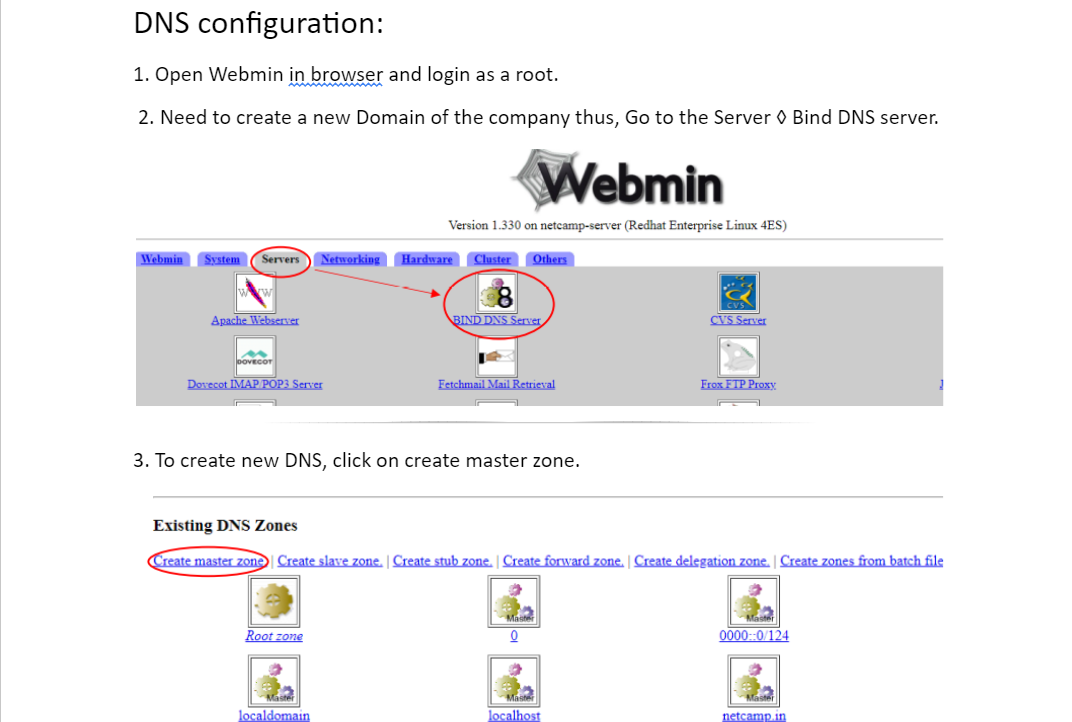 DNS configuration:
1. Open Webmin in browser and login as a root.
2. Need to create a new Domain of the company thus, Go to the Server ◊ Bind DNS server.
Webmin
Version 1.330 on netcamp-server (Redhat Enterprise Linux 4ES)
Webmin System Servers Networking Hardware Cluster Others
WWW 8 CVS
Apache Webserver BIND DNS Server CVS Server
DOVECOT
Dovecot IMAP/POP3 Server Fetchmail Mail Retrieval Frox FTP Proxy
3. To create new DNS, click on create master zone.
Existing DNS Zones
Create master zone. | Create slave zone. | Create stub zone. | Create forward zone. | Create delegation zone. | Create zones from batch file
Master Master
Root zone 0 0000::0/124
Master Master Master
localdomain localhost netcamp.in